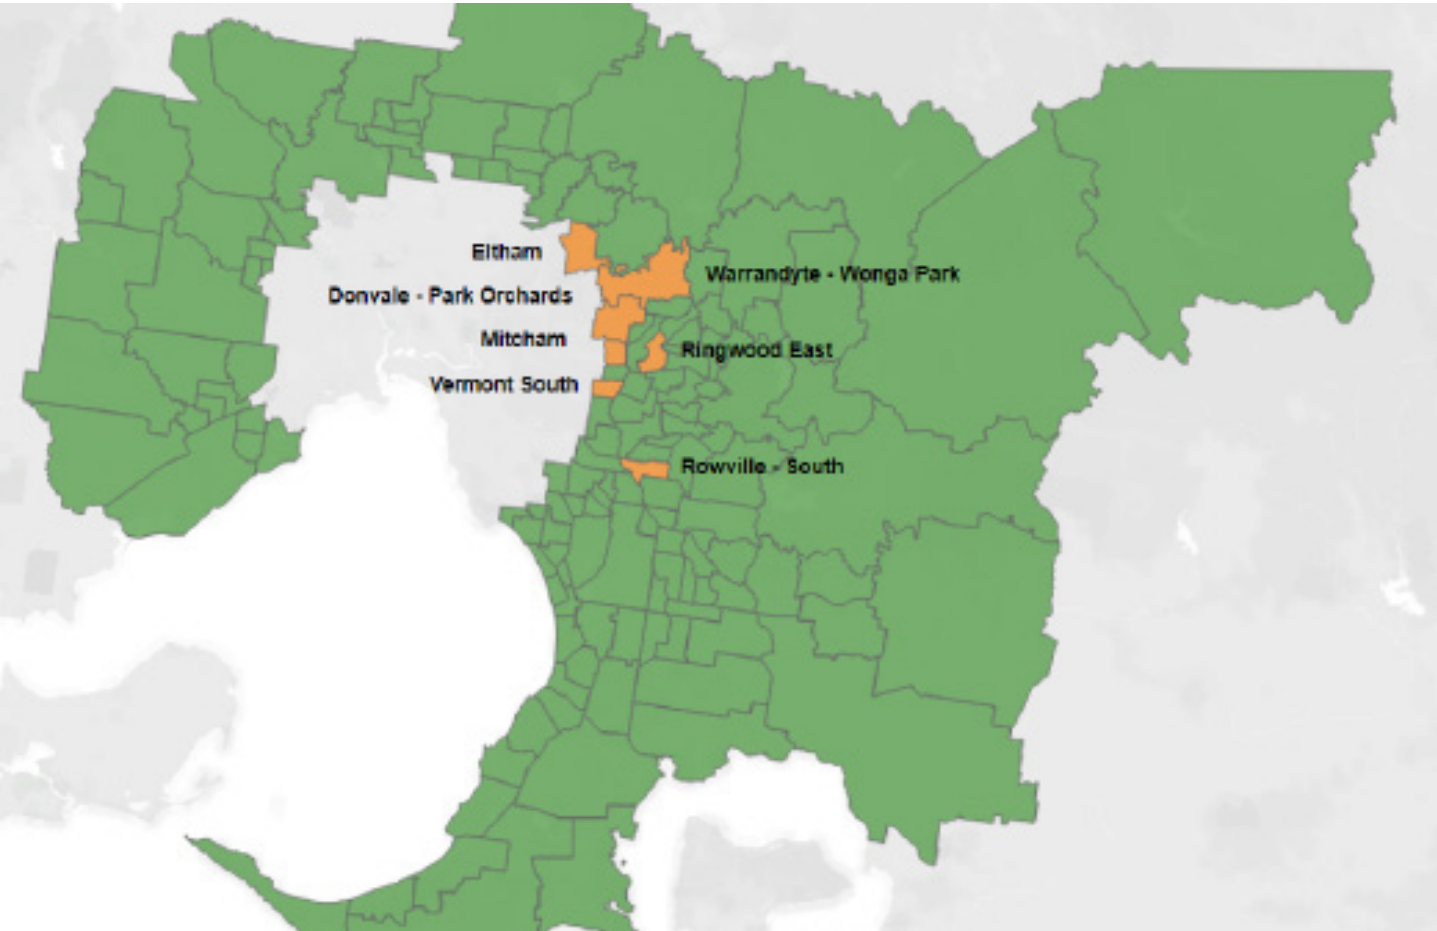 Eltham
Warrandyte - Wonga Park
Donvale - Park Orchards
Mitcham
Ringwood East
Vermont South
Rowville - South